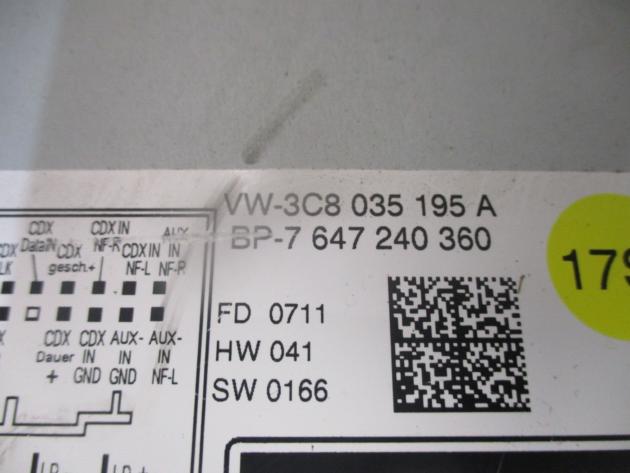 VW-3C8 035 195 A
BP-7 647 240 360
179
FD 0711
HW 041
SW 0166
CDX CDX IN AUX
DataIN NF-R CDX IN IN
CDX gesch.+ NF-L NF-R
CDX CDX AUX- AUX-
Dauer IN IN IN
+ GND GND NF-L